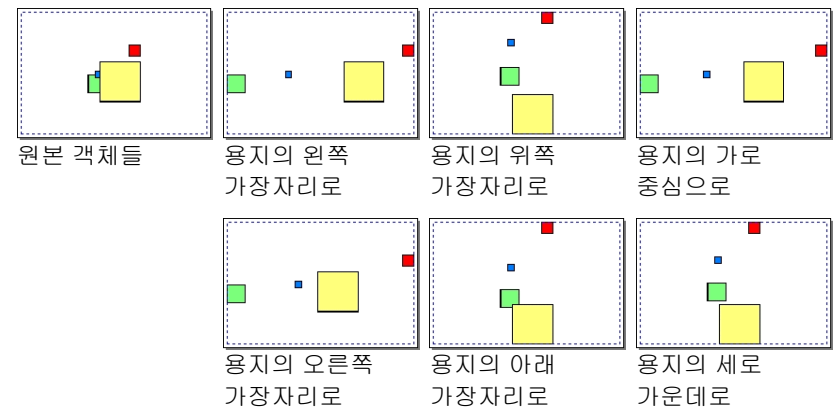 원본 객체들
용지의 왼쪽
가장자리로
용지의 위쪽
가장자리로
용지의 가로
중심으로
용지의 오른쪽
가장자리로
용지의 아래
가장자리로
용지의 세로
가운데로